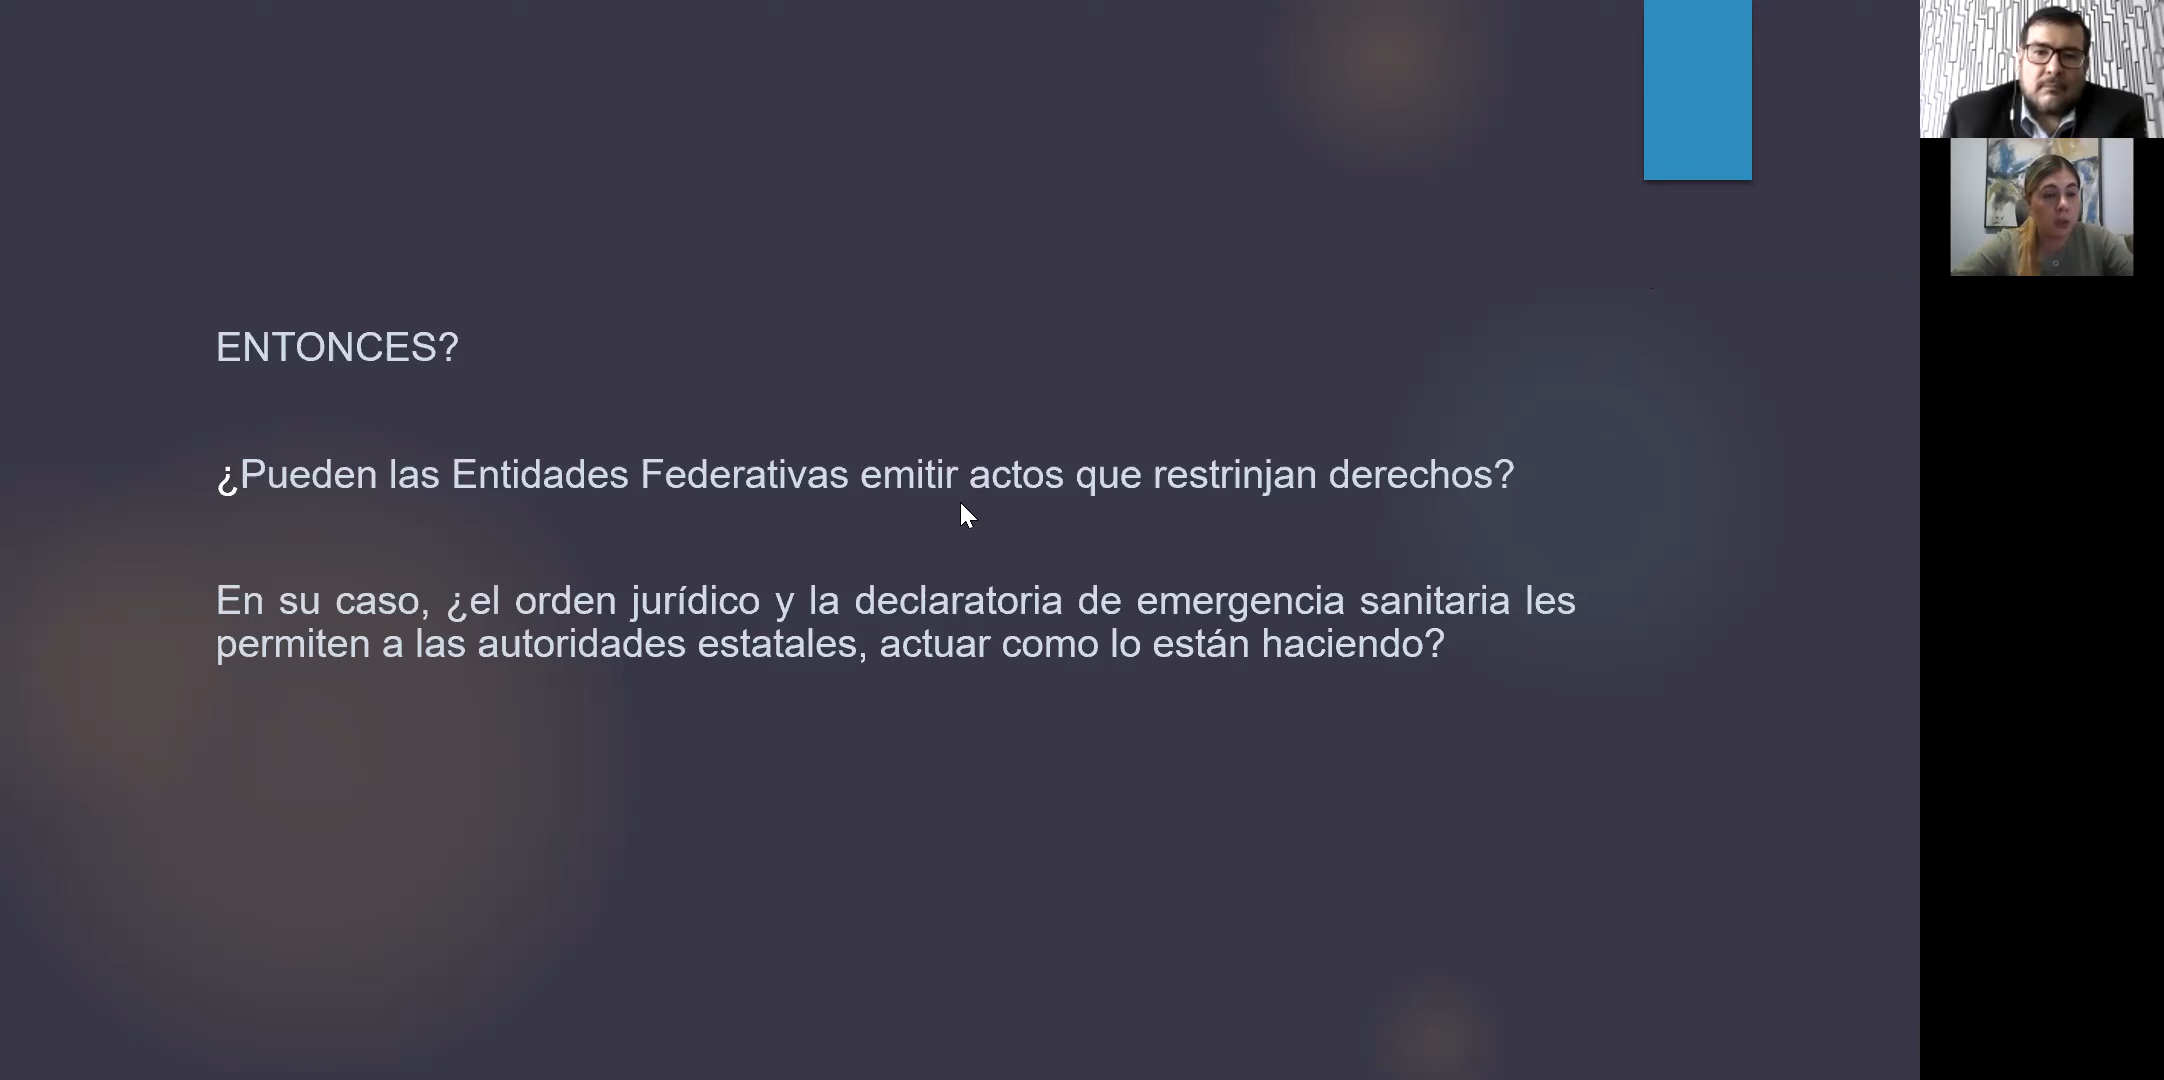 ENTONCES?
¿Pueden las Entidades Federativas emitir actos que restrinjan derechos?
En su caso, ¿el orden jurídico y la declaratoria de emergencia sanitaria les
permiten a las autoridades estatales, actuar como lo están haciendo?